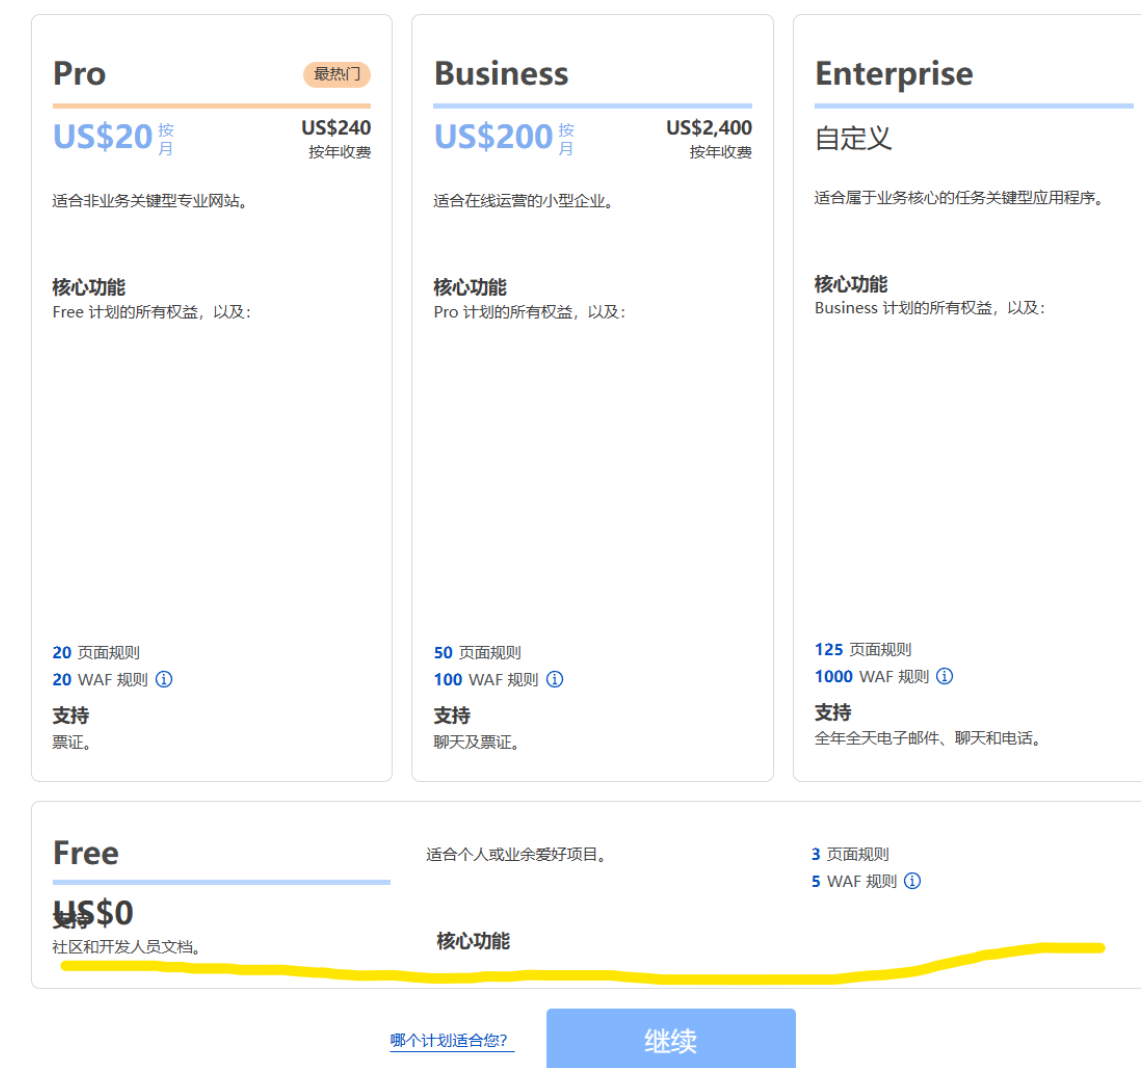 Pro
最热门
US$20 按月
US$240
按年收费
适合非业务关键型专业网站。
核心功能
Free 计划的所有权益，以及：
20 页面规则
20 WAF 规则
支持
票证。
Business
US$200 按月
US$2,400
按年收费
适合在线运营的小型企业。
核心功能
Pro 计划的所有权益，以及：
50 页面规则
100 WAF 规则
支持
聊天及票证。
Enterprise
自定义
适合属于业务核心的任务关键型应用程序。
核心功能
Business 计划的所有权益，以及：
125 页面规则
1000 WAF 规则
支持
全年全天电子邮件、聊天和电话。
Free
US$0
支持
社区和开发人员文档。
适合个人或业余爱好项目。
核心功能
3 页面规则
5 WAF 规则
哪个计划适合您?
继续